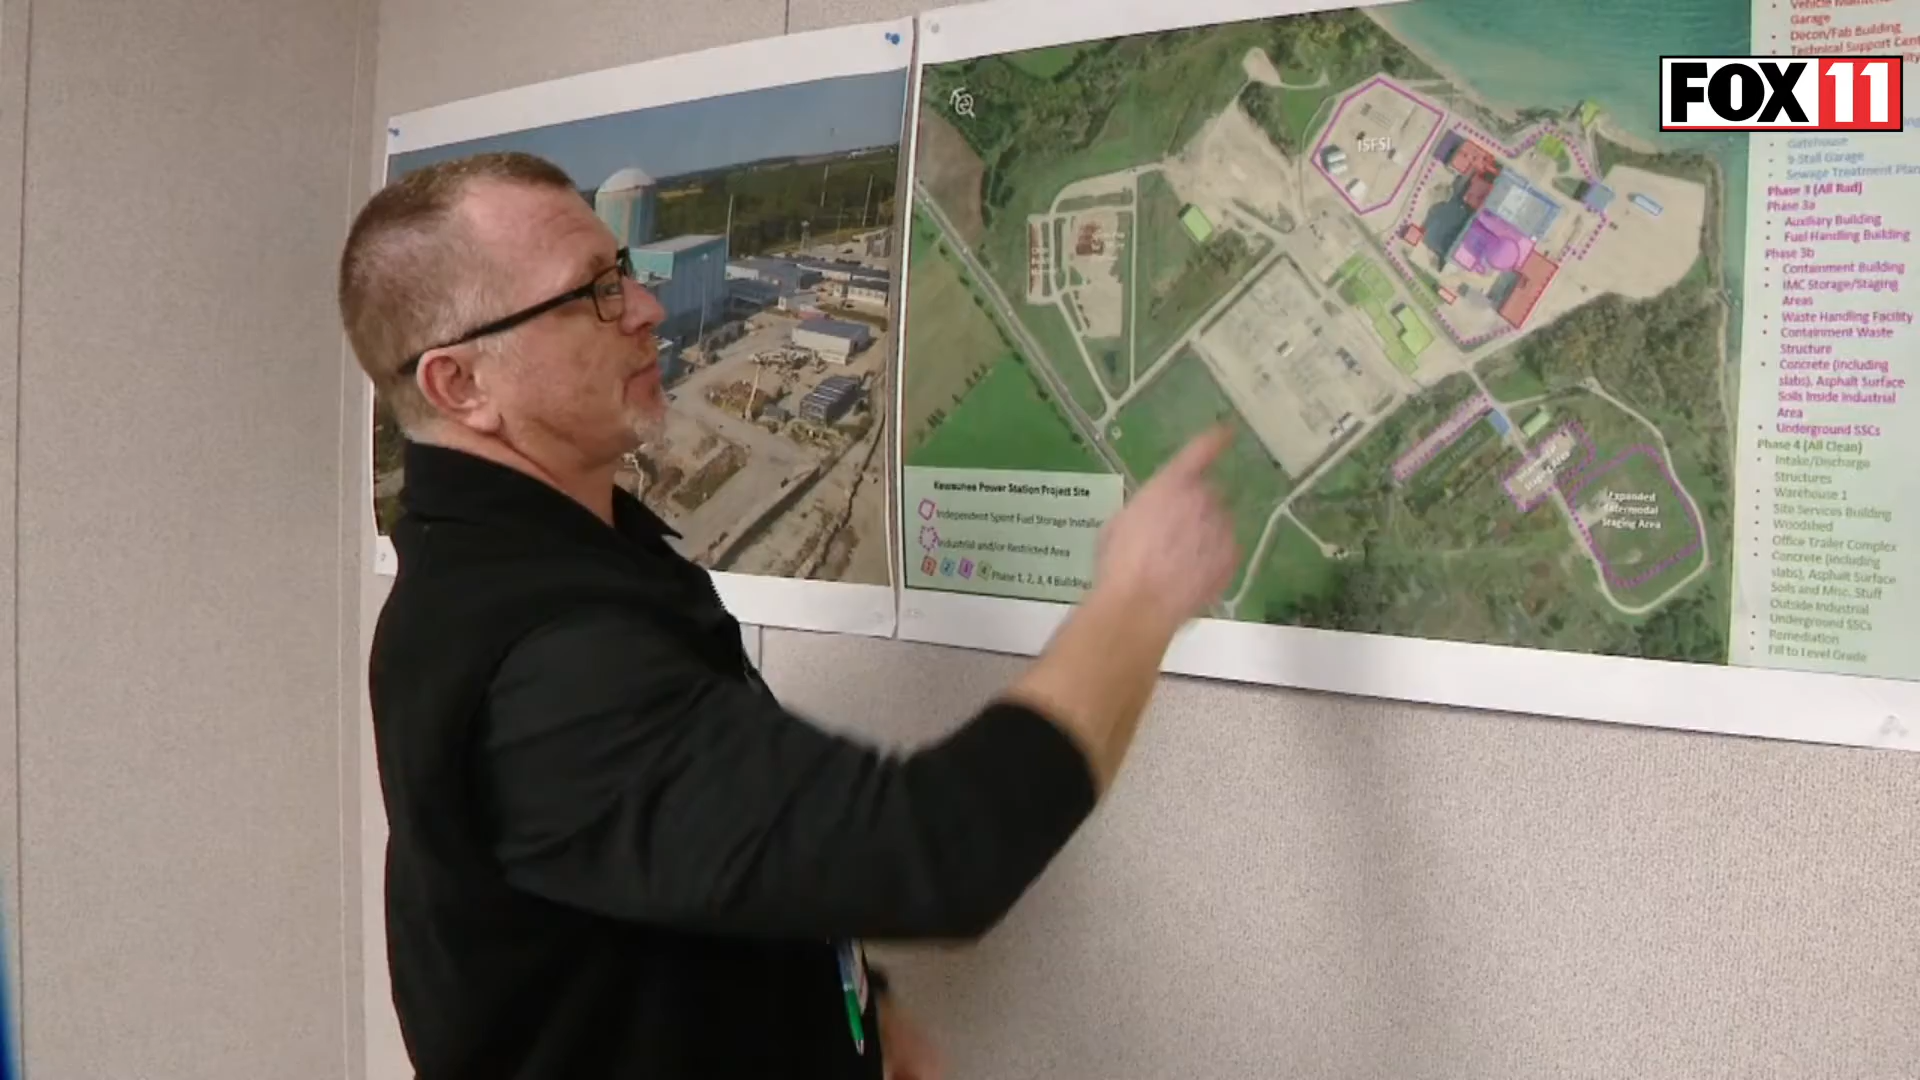 FOX 11
ISFSI
Expanded
Intermodal
Staging Area
Kewaunee Power Station Project Site
Independent Spent Fuel Storage
Industrial and/or Restricted Area
1 2 3 4 Phase 1, 2, 3, 4 Buildings
Vehicle
Garage
• Decon/Fab Building
• Technical Support
• Gatehouse
• 9-Stall Garage
• Sewage Treatment
Phase 3 (All Rad)
Phase 3a
• Auxiliary Building
• Fuel Handling Building
Phase 3b
• Containment Building
• IMC Storage/Staging
Areas
• Waste Handling Facility
• Containment Waste
Structure
• Concrete (including
slabs), Asphalt Surface
Soils Inside Industrial
Area
• Underground SSCs
Phase 4 (All Clean)
• Intake/Discharge
Structures
• Warehouse 1
• Site Services Building
• Woodshed
• Office Trailer Complex
• Concrete (including
slabs), Asphalt Surface
Soils and Misc. Stuff
Outside Industrial
• Underground SSCs
• Remediation
• Fill to Level Grade